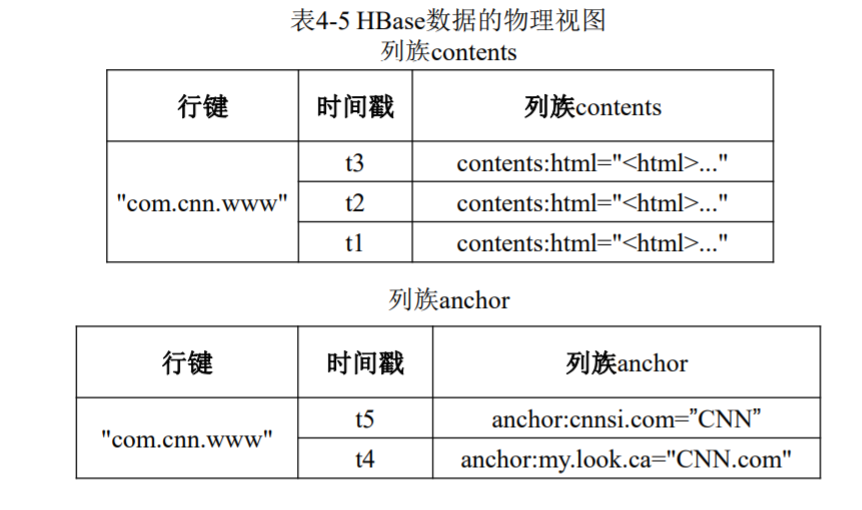 表4-5 HBase数据的物理视图
列族contents
行键 时间戳 列族contents
"com.cnn.www" t3 contents:html="<html>..."
t2 contents:html="<html>..."
t1 contents:html="<html>..."
列族anchor
行键 时间戳 列族anchor
"com.cnn.www" t5 anchor:cnnsi.com=”CNN”
t4 anchor:my.look.ca="CNN.com"